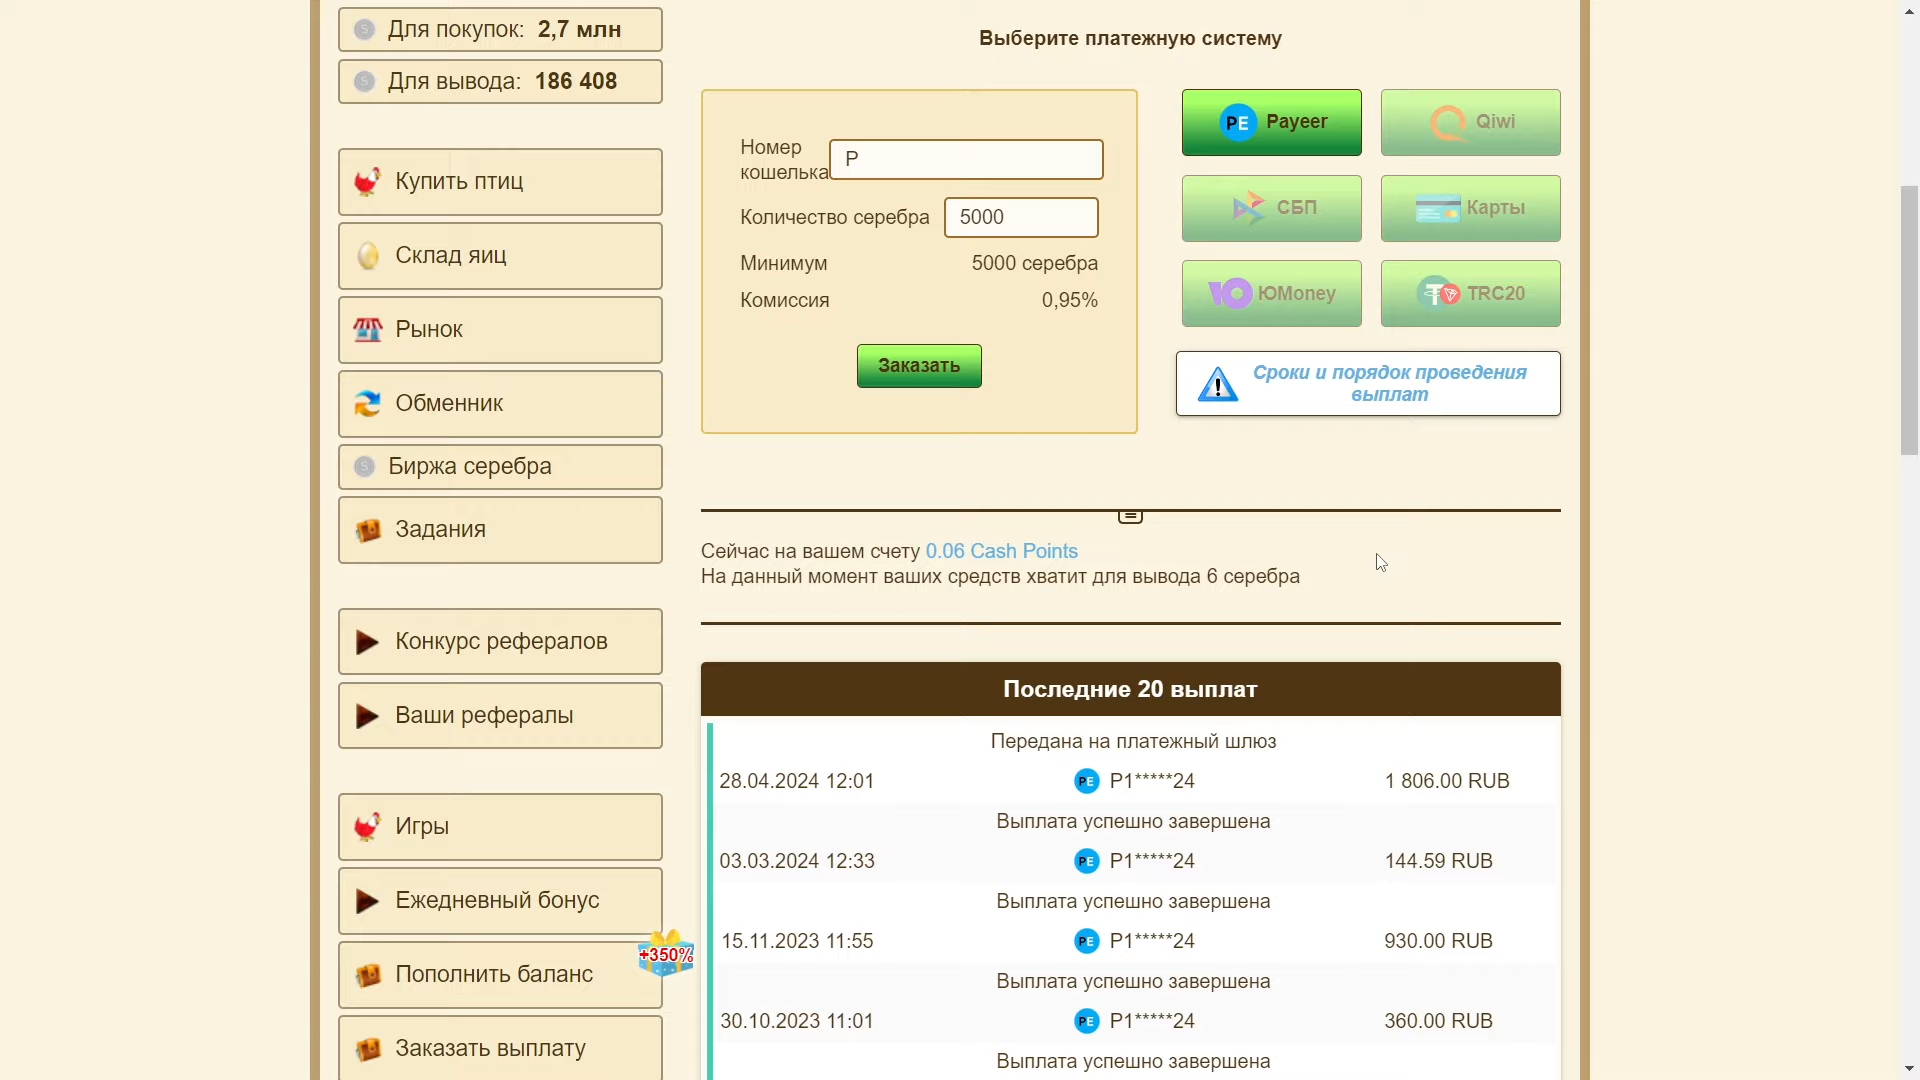 Для покупок: 2,7 млн
Для вывода: 186 408
Купить птиц
Склад яиц
Рынок
Обменник
Биржа серебра
Задания
Конкурс рефералов
Ваши рефералы
Игры
Ежедневный бонус
+350%
Пополнить баланс
Заказать выплату
Выберите платежную систему
Номер
кошелька
P
Количество серебра 5000
Минимум 5000 серебра
Комиссия 0,95%
Заказать
PE Payeer
Qiwi
СБП
Карты
ЮMoney
TRC20
Сроки и порядок проведения
выплат
Сейчас на вашем счету 0.06 Cash Points
На данный момент ваших средств хватит для вывода 6 серебра
Последние 20 выплат
Передана на платежный шлюз
28.04.2024 12:01 PE P1*****24 1 806.00 RUB
Выплата успешно завершена
03.03.2024 12:33 PE P1*****24 144.59 RUB
Выплата успешно завершена
15.11.2023 11:55 PE P1*****24 930.00 RUB
Выплата успешно завершена
30.10.2023 11:01 PE P1*****24 360.00 RUB
Выплата успешно завершена